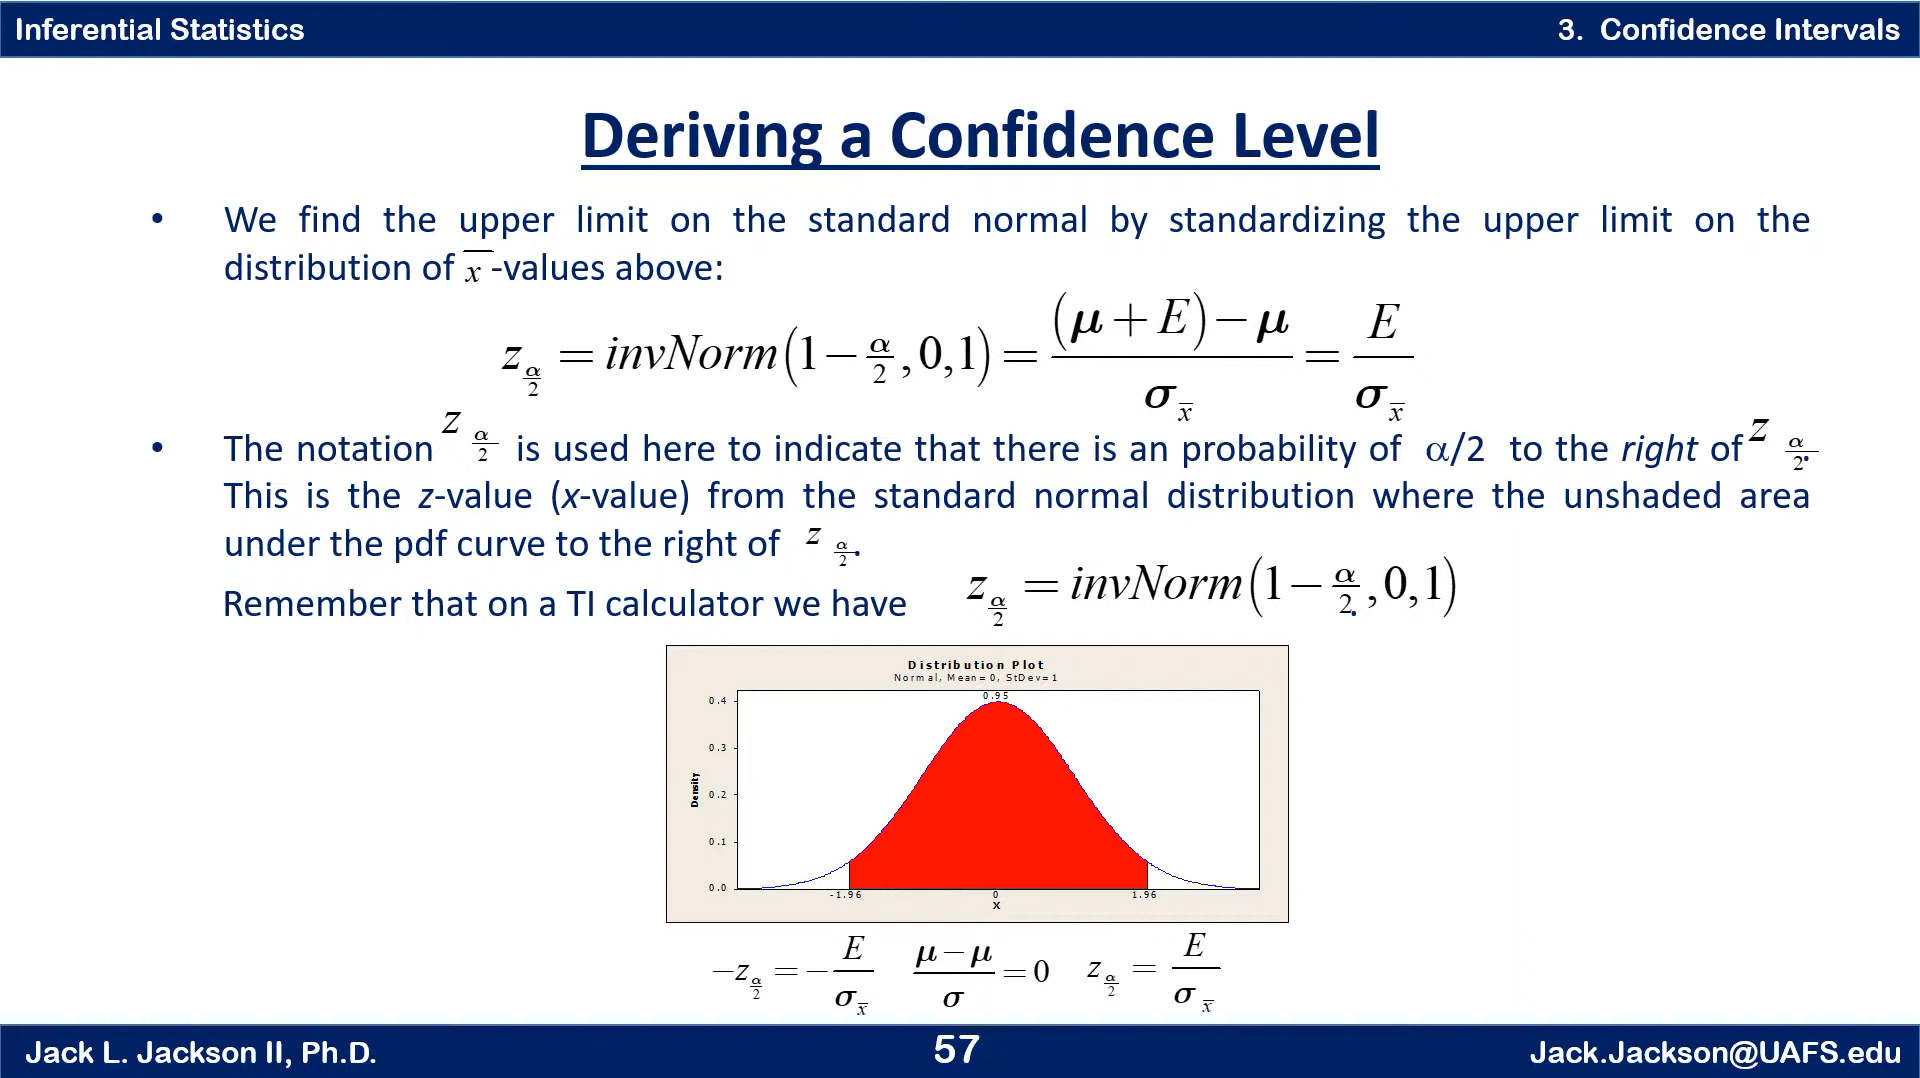 Inferential Statistics
3. Confidence Intervals
Deriving a Confidence Level
• We find the upper limit on the standard normal by standardizing the upper limit on the
distribution of x̅ -values above:
z_{α/2} = invNorm(1 − α/2, 0, 1) = ((μ + E) − μ)/σ_x̅ = E/σ_x̅
• The notation z_{α/2} is used here to indicate that there is an probability of α/2 to the right of z_{α/2}.
This is the z-value (x-value) from the standard normal distribution where the unshaded area
under the pdf curve to the right of z_{α/2}.
Remember that on a TI calculator we have z_{α/2} = invNorm(1 − α/2, 0, 1).
Distribution Plot
Normal, Mean=0, StDev=1
0.95
0.4
0.3
0.2
0.1
0.0
Density
-1.96 0 1.96
X
−z_{α/2} = −E/σ_x̅ (μ − μ)/σ = 0 z_{α/2} = E/σ_x̅
Jack L. Jackson II, Ph.D.
57
Jack.Jackson@UAFS.edu